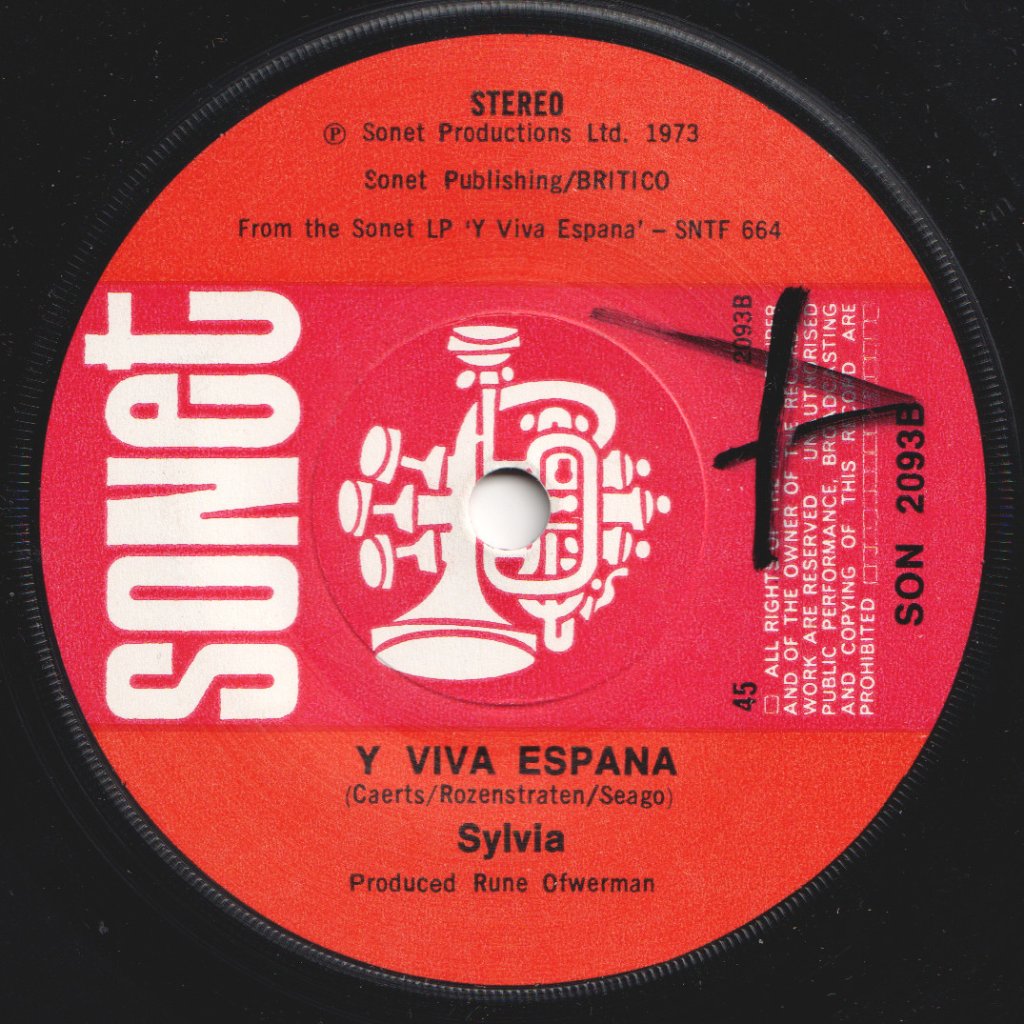 STEREO
℗ Sonet Productions Ltd. 1973
Sonet Publishing/BRITICO
From the Sonet LP 'Y Viva Espana' – SNTF 664
sonet
45
2093B
ALL RIGHTS OF THE
AND OF THE OWNER OF THE
WORK ARE RESERVED UNAUTHORISED
PUBLIC PERFORMANCE, BROADCASTING
AND COPYING OF THIS RECORD ARE
PROHIBITED
SON 2093B
Y VIVA ESPANA
(Caerts/Rozenstraten/Seago)
Sylvia
Produced Rune Ofwerman